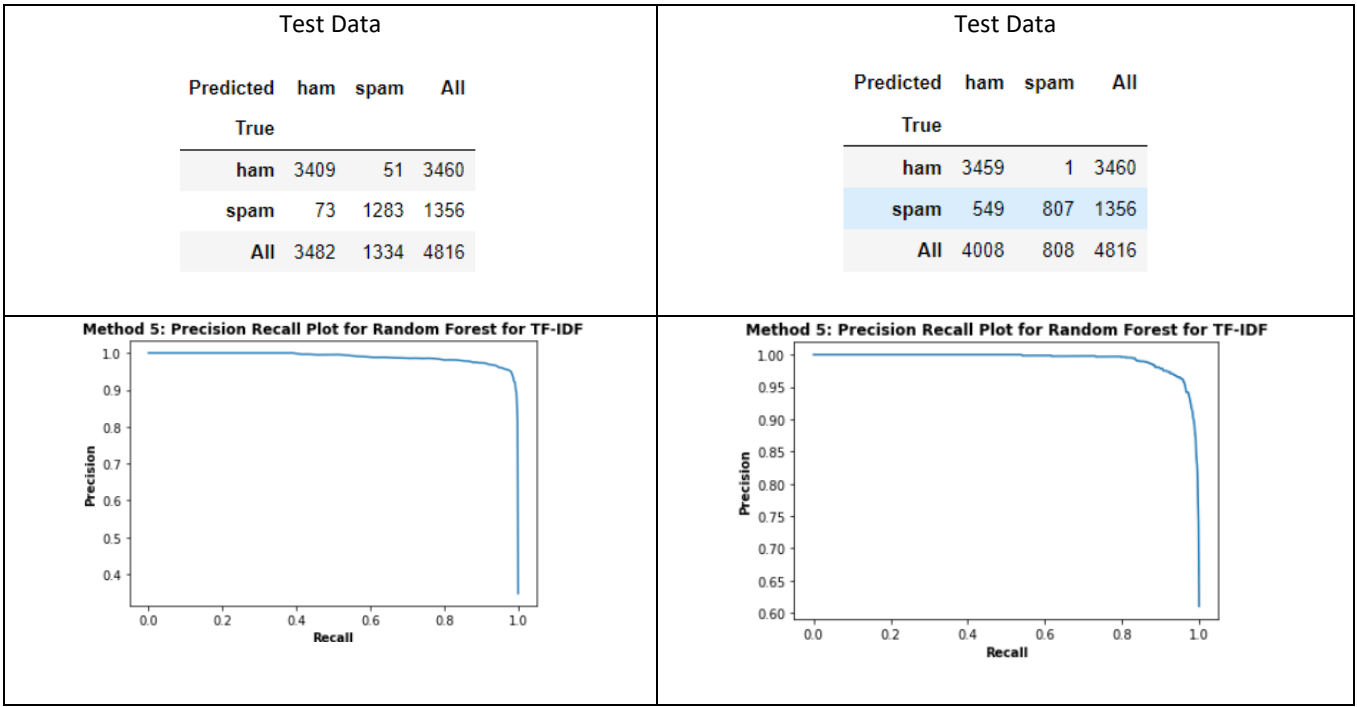 Test Data
Predicted ham spam All
True
ham 3409 51 3460
spam 73 1283 1356
All 3482 1334 4816
Test Data
Predicted ham spam All
True
ham 3459 1 3460
spam 549 807 1356
All 4008 808 4816
Method 5: Precision Recall Plot for Random Forest for TF-IDF
1.0
0.9
0.8
0.7
0.6
0.5
0.4
Precision
0.0 0.2 0.4 0.6 0.8 1.0
Recall
Method 5: Precision Recall Plot for Random Forest for TF-IDF
1.00
0.95
0.90
0.85
0.80
0.75
0.70
0.65
0.60
Precision
0.0 0.2 0.4 0.6 0.8 1.0
Recall